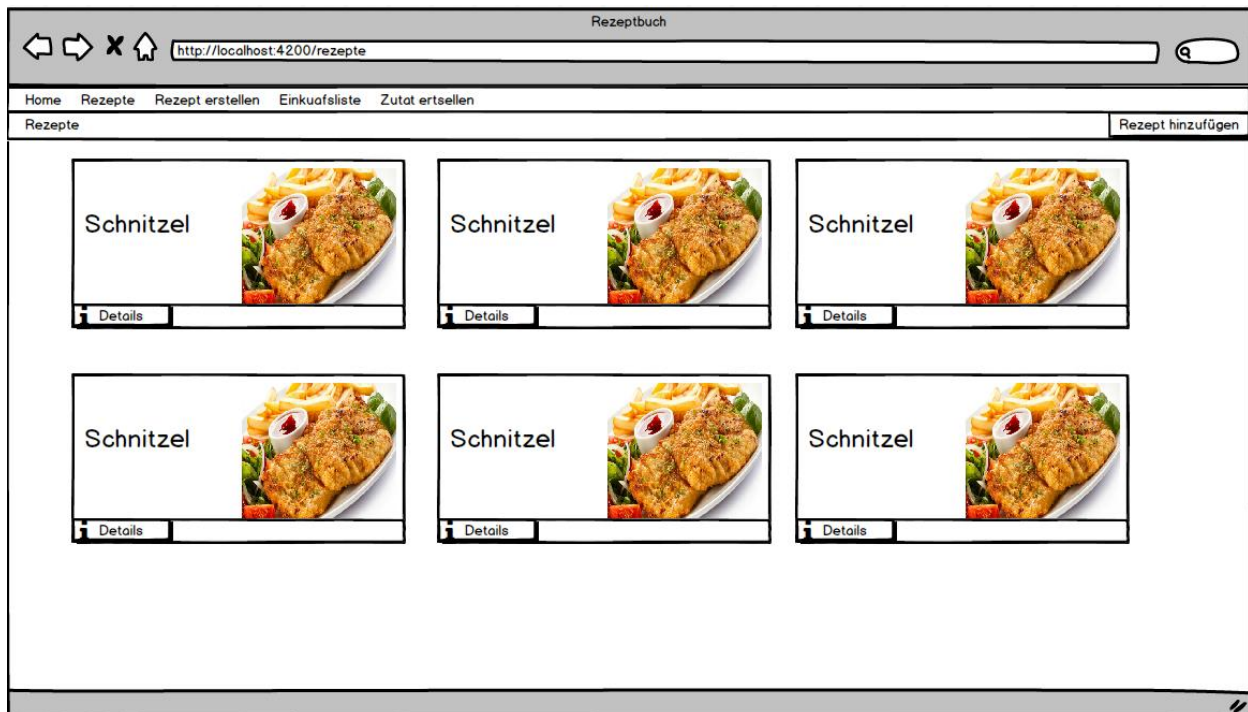 Rezeptbuch
http://localhost:4200/rezepte
Home Rezepte Rezept erstellen Einkuafsliste Zutat ertsellen
Rezepte Rezept hinzufügen
Schnitzel Schnitzel Schnitzel
Details Details Details
Schnitzel Schnitzel Schnitzel
Details Details Details